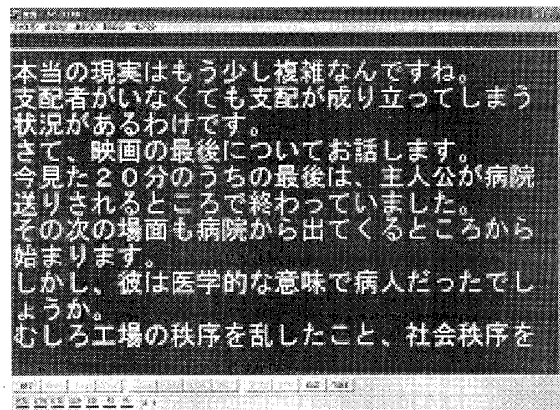 本当の現実はもう少し複雑なんですね。
支配者がいなくても支配が成り立ってしまう
状況があるわけです。
さて、映画の最後についてお話します。
今見た２０分のうちの最後は、主人公が病院
送りされるところで終わっていました。
その次の場面も病院から出てくるところから
始まります。
しかし、彼は医学的な意味で病人だったでし
ょうか。
むしろ工場の秩序を乱したこと、社会秩序を